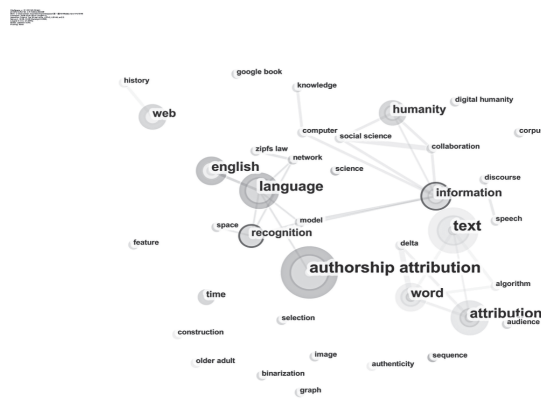 google book
history
knowledge
digital humanity
humanity
web
computer
social science
corpu
collaboration
zipfs law
network
english
science
discourse
language
information
model
speech
space
recognition
text
feature
delta
authorship attribution
algorithm
time
word
attribution
selection
audience
construction
image
sequence
older adult
authenticity
binarization
graph